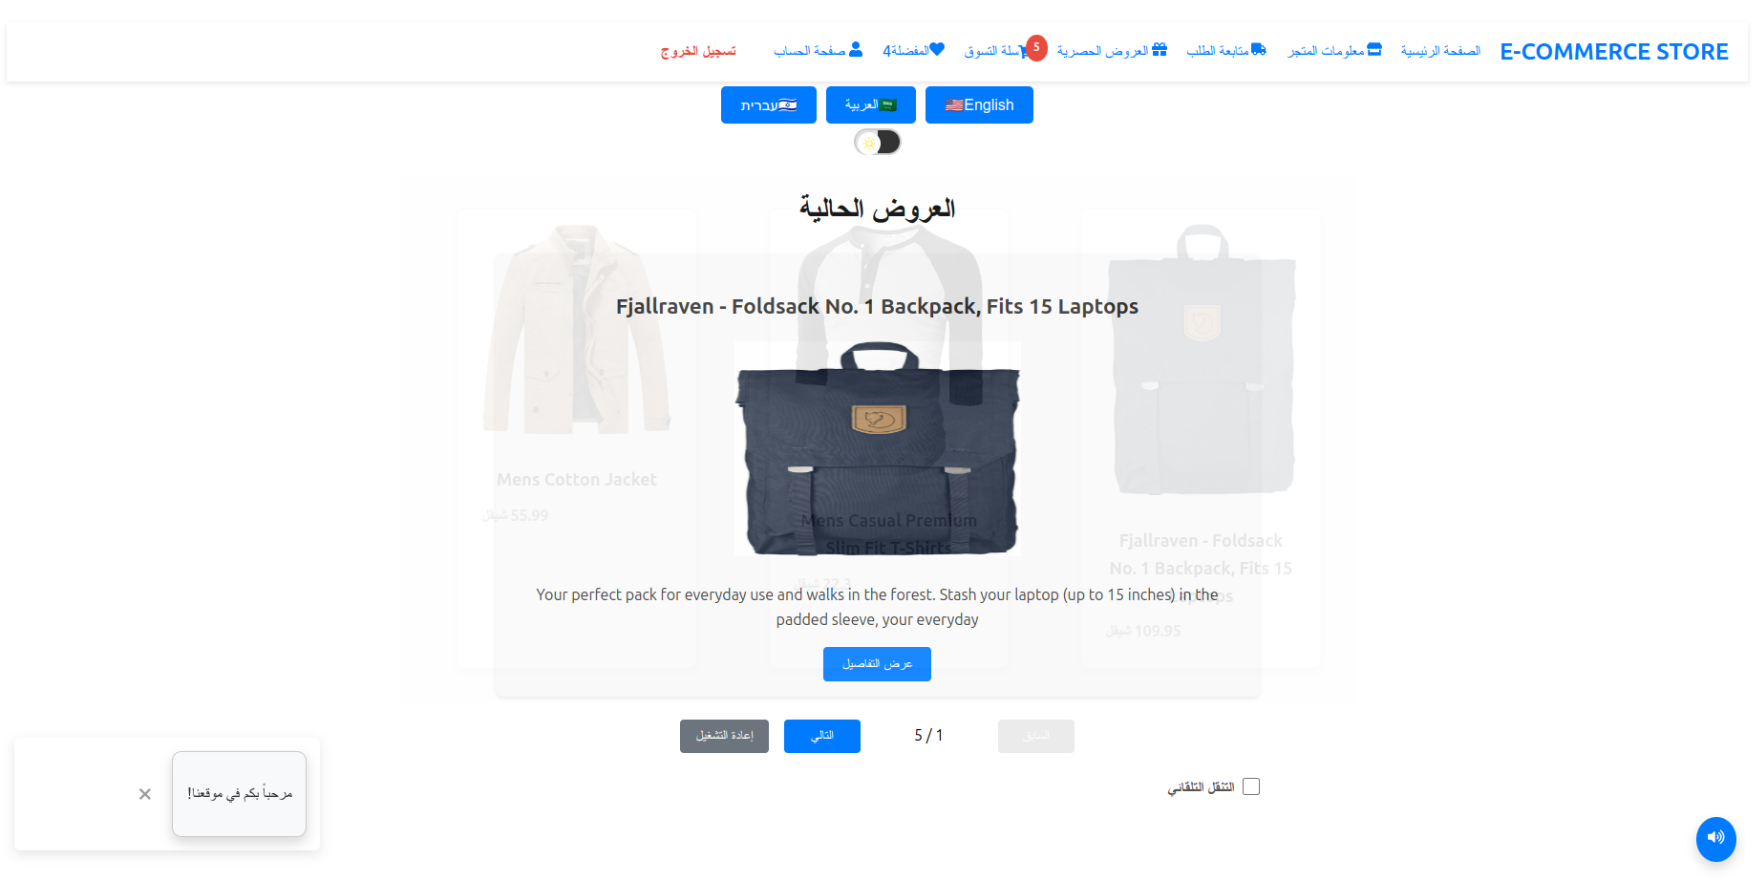 E-COMMERCE STORE
الصفحة الرئيسية
معلومات المتجر
متابعة الطلب
العروض الحصرية
5
سلة التسوق
المفضلة4
صفحة الحساب
تسجيل الخروج
English
العربية
עברית
العروض الحالية
Fjallraven - Foldsack No. 1 Backpack, Fits 15 Laptops
Your perfect pack for everyday use and walks in the forest. Stash your laptop (up to 15 inches) in the
padded sleeve, your everyday
عرض التفاصيل
Fjallraven - Foldsack
No. 1 Backpack, Fits 15
109.95 شيقل
Mens Casual Premium
Slim Fit T-Shirts
22.3 شيقل
Mens Cotton Jacket
55.99 شيقل
السابق
5 / 1
التالي
إعادة التشغيل
التنقل التلقائي
مرحباً بكم في موقعنا!
×